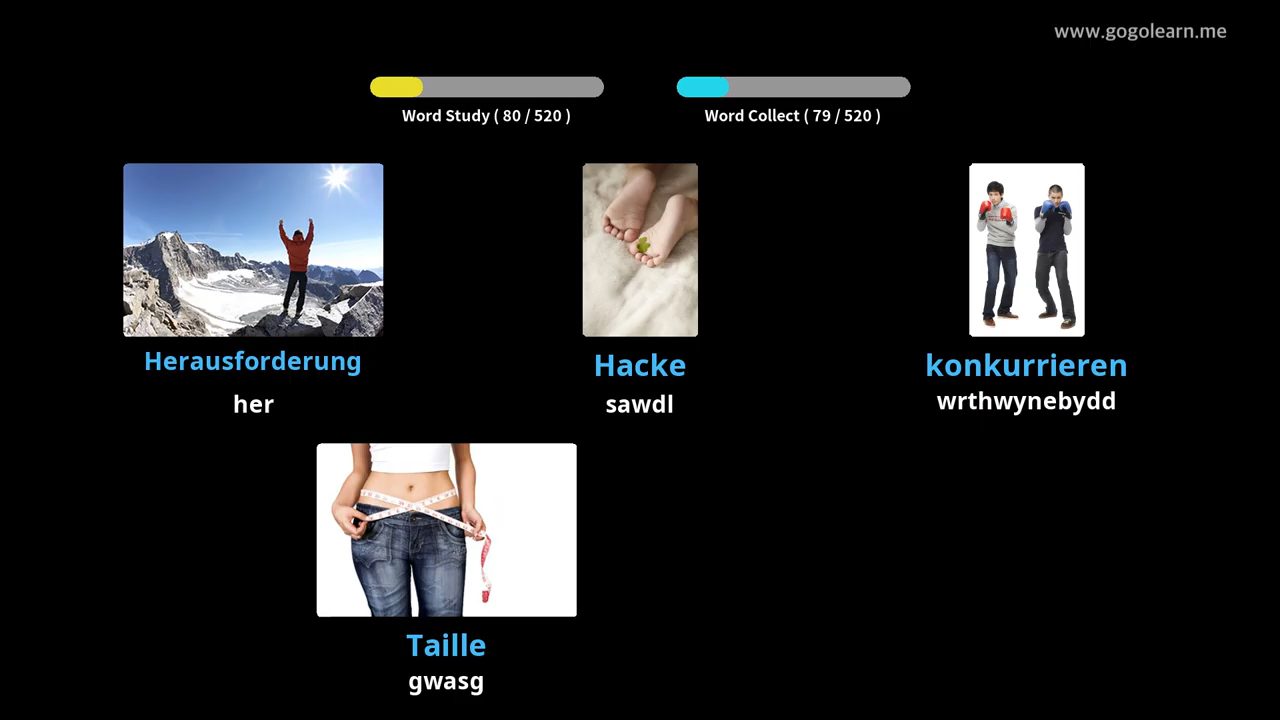 www.gogolearn.me
Word Study ( 80 / 520 )
Word Collect ( 79 / 520 )
Herausforderung
her
Hacke
sawdl
konkurrieren
wrthwynebydd
Taille
gwasg